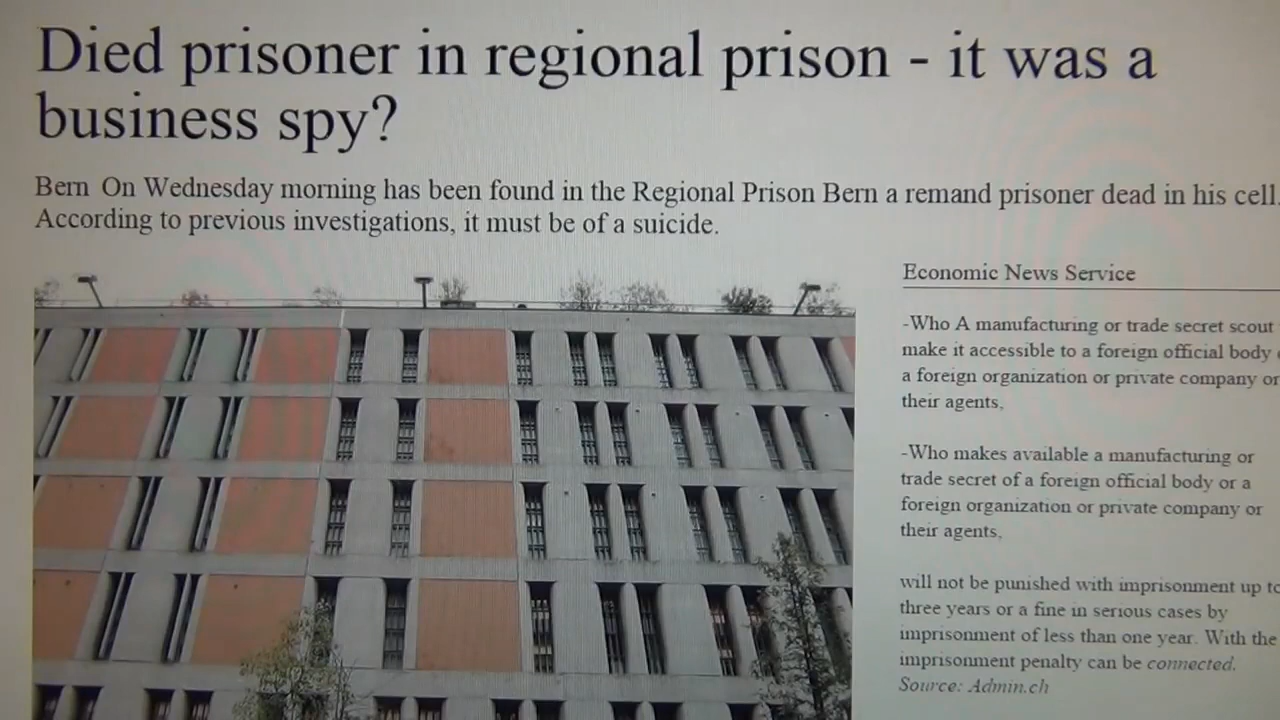 Died prisoner in regional prison - it was a
business spy?
Bern On Wednesday morning has been found in the Regional Prison Bern a remand prisoner dead in his cell.
According to previous investigations, it must be of a suicide.
Economic News Service
-Who A manufacturing or trade secret scout
make it accessible to a foreign official body
a foreign organization or private company or
their agents,
-Who makes available a manufacturing or
trade secret of a foreign official body or a
foreign organization or private company or
their agents,
will not be punished with imprisonment up to
three years or a fine in serious cases by
imprisonment of less than one year. With the
imprisonment penalty can be connected.
Source: Admin.ch